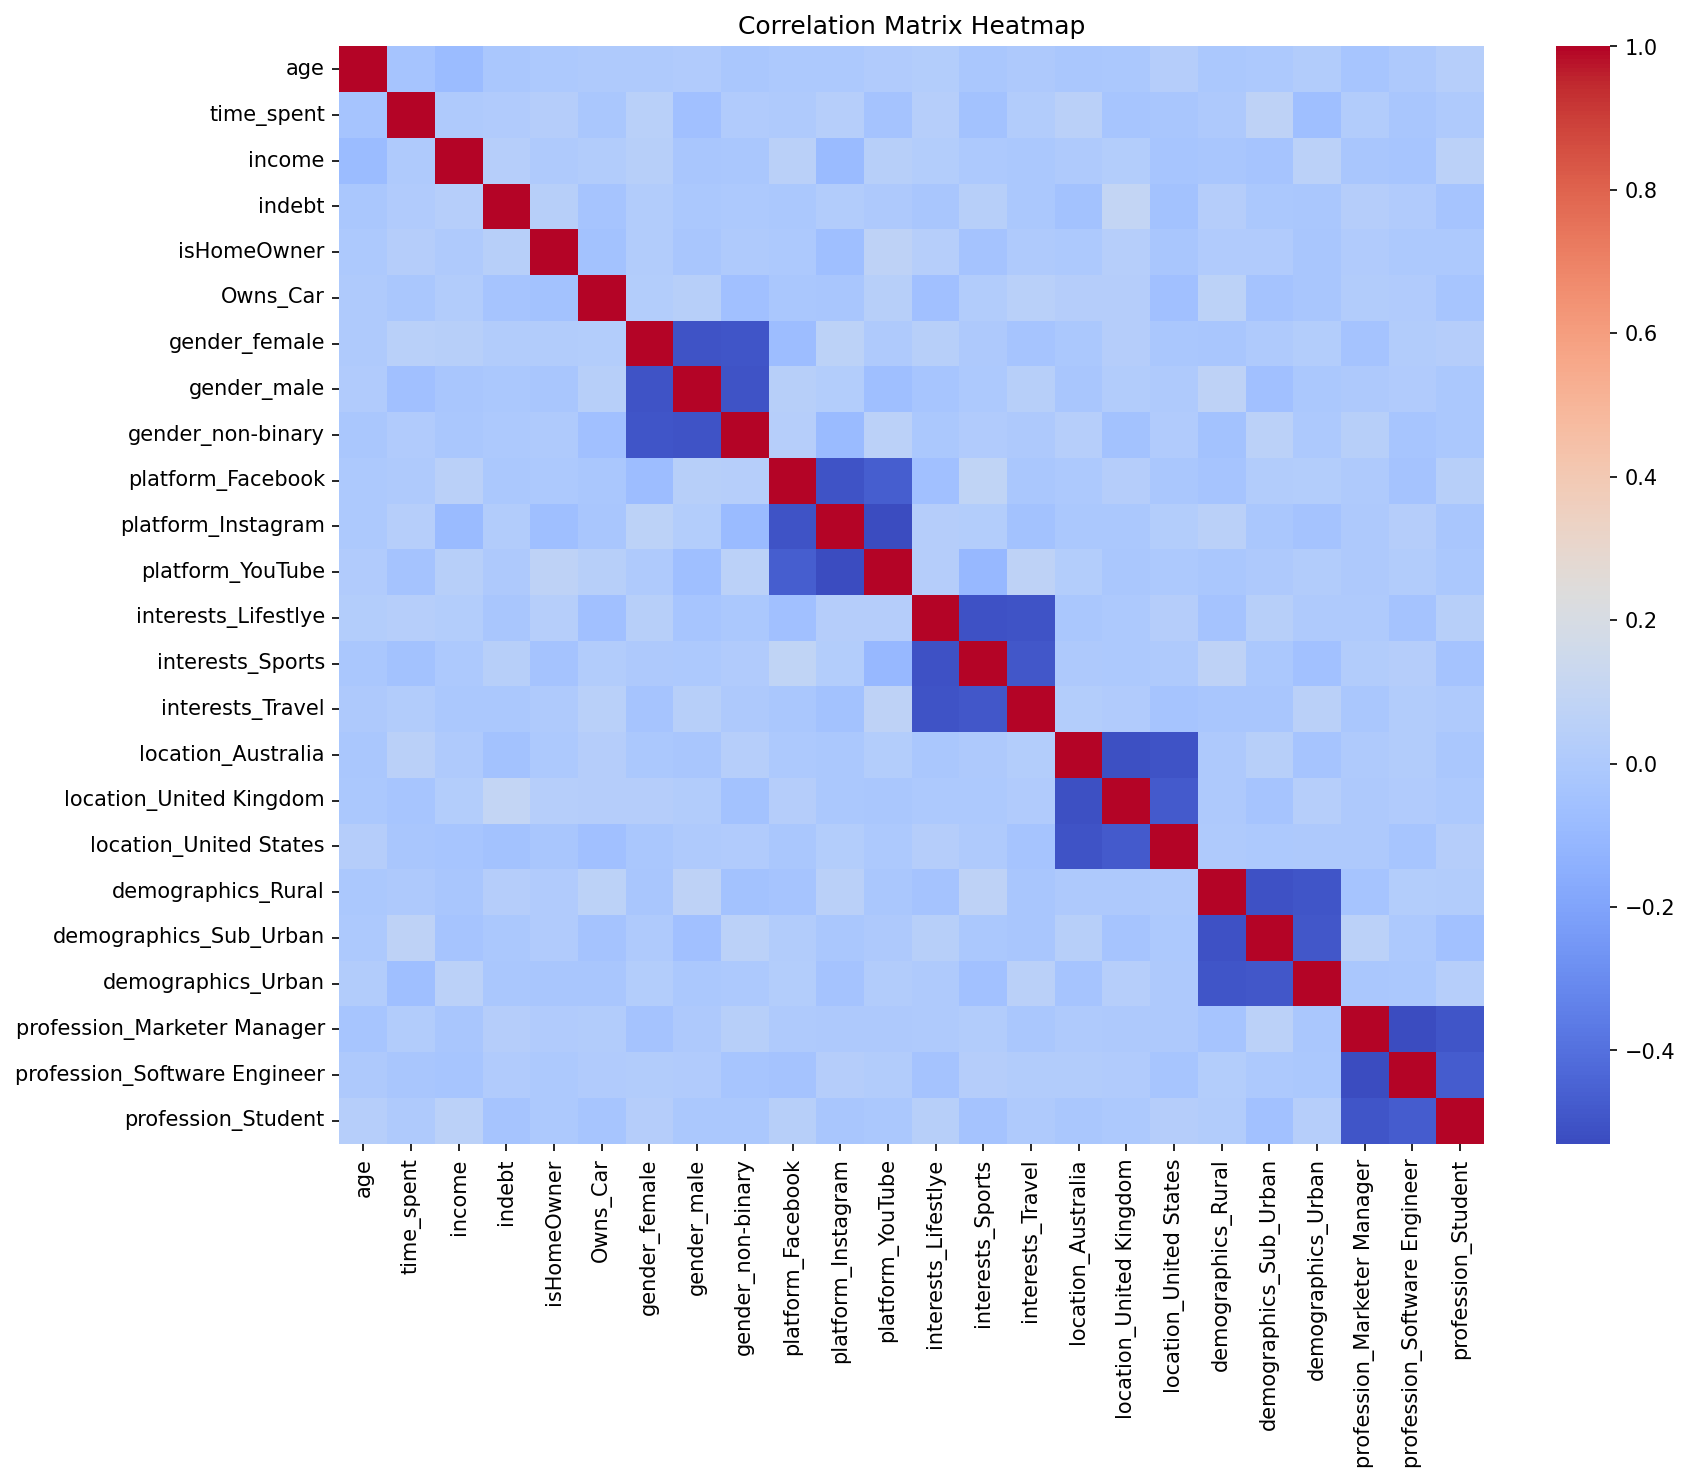 Correlation Matrix Heatmap
age
time_spent
income
indebt
isHomeOwner
Owns_Car
gender_female
gender_male
gender_non-binary
platform_Facebook
platform_Instagram
platform_YouTube
interests_Lifestlye
interests_Sports
interests_Travel
location_Australia
location_United Kingdom
location_United States
demographics_Rural
demographics_Sub_Urban
demographics_Urban
profession_Marketer Manager
profession_Software Engineer
profession_Student
age
time_spent
income
indebt
isHomeOwner
Owns_Car
gender_female
gender_male
gender_non-binary
platform_Facebook
platform_Instagram
platform_YouTube
interests_Lifestlye
interests_Sports
interests_Travel
location_Australia
location_United Kingdom
location_United States
demographics_Rural
demographics_Sub_Urban
demographics_Urban
profession_Marketer Manager
profession_Software Engineer
profession_Student
1.0
0.8
0.6
0.4
0.2
0.0
−0.2
−0.4